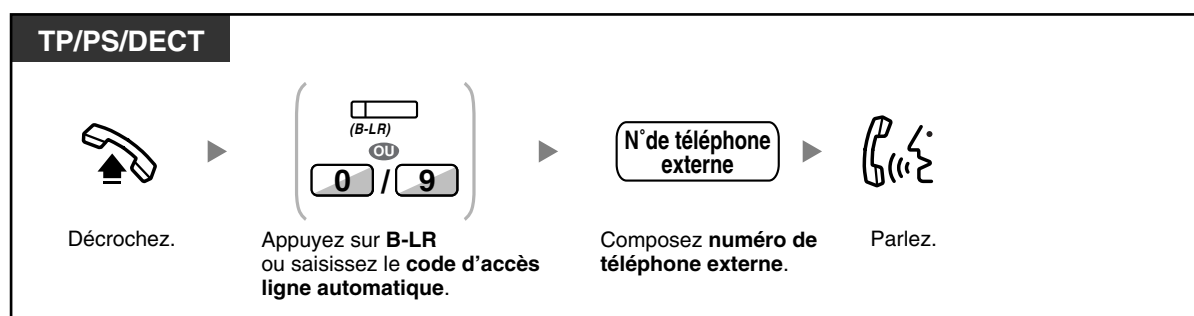 TP/PS/DECT
(B-LR)
OU
0 / 9
N˚de téléphone
externe
Décrochez.
Appuyez sur B-LR
ou saisissez le code d'accès
ligne automatique.
Composez numéro de
téléphone externe.
Parlez.